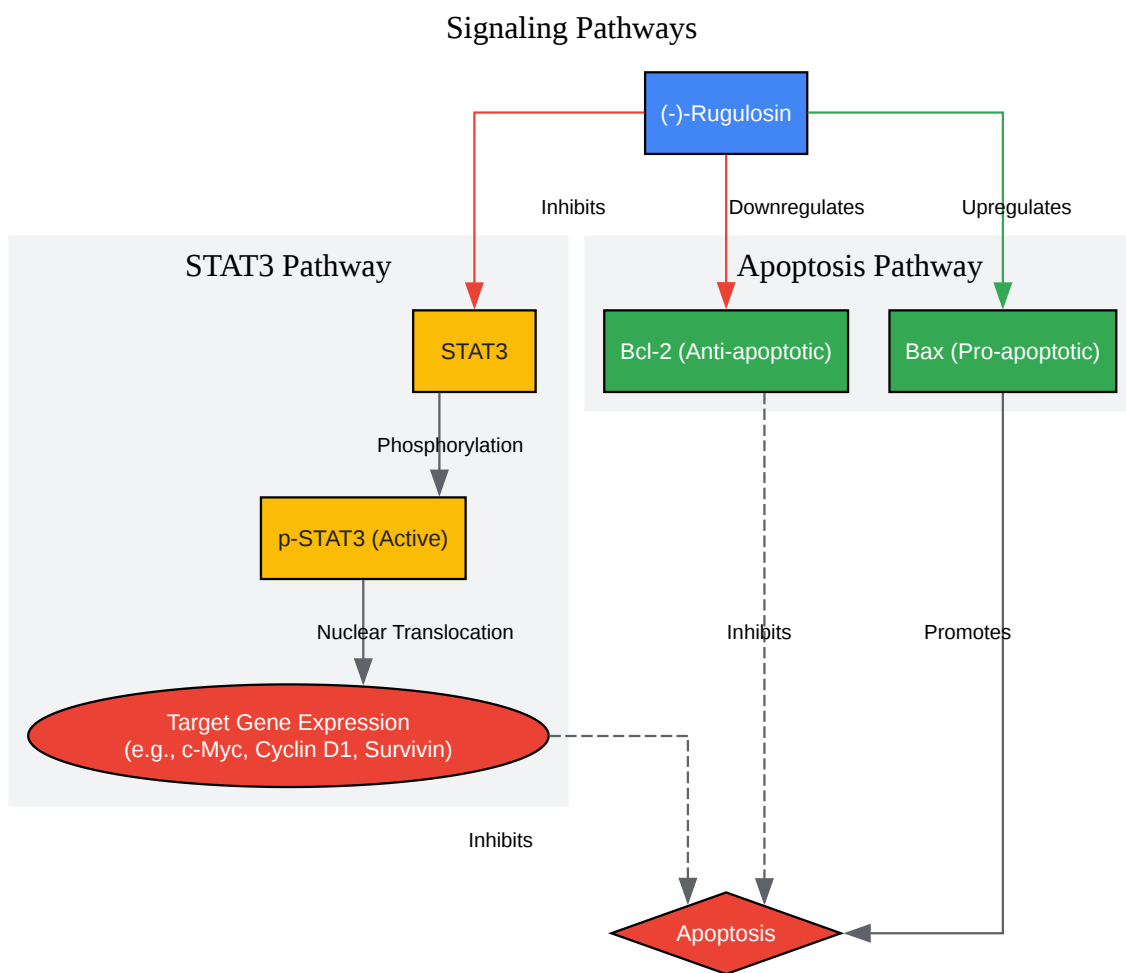 Signaling Pathways
(-)-Rugulosin
Inhibits
Downregulates
Upregulates
STAT3 Pathway
Apoptosis Pathway
STAT3
Bcl-2 (Anti-apoptotic)
Bax (Pro-apoptotic)
Phosphorylation
p-STAT3 (Active)
Nuclear Translocation
Inhibits
Promotes
Target Gene Expression
(e.g., c-Myc, Cyclin D1, Survivin)
Inhibits
Apoptosis